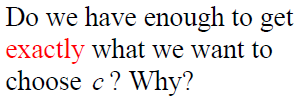 Do we have enough to get
exactly what we want to
choose c? Why?